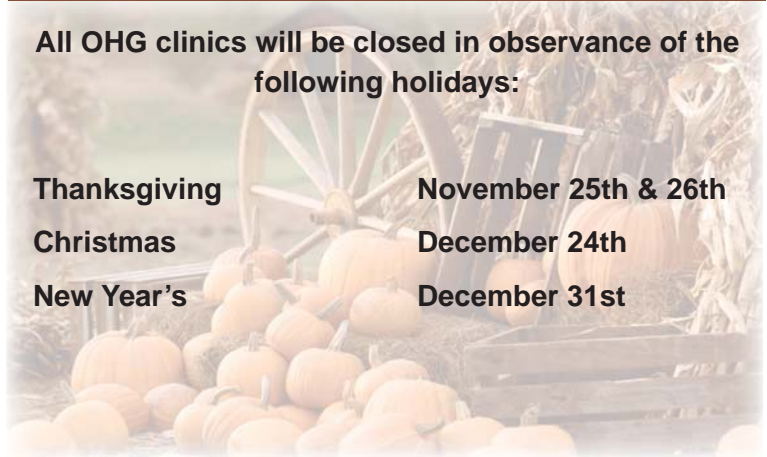 All OHG clinics will be closed in observance of the
following holidays:
Thanksgiving November 25th & 26th
Christmas December 24th
New Year’s December 31st